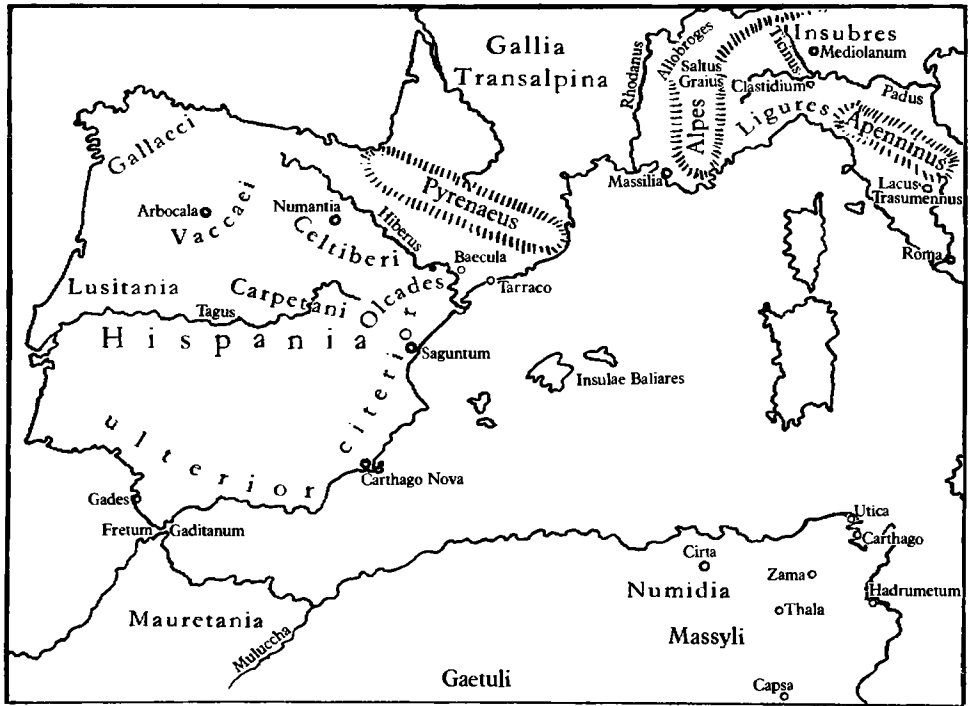 Gallia
Transalpina
Rhodanus
Allobroges
Saltus
Graius
Alpes
Ticinus
Insubres
Mediolanum
Clastidium
Padus
Ligures
Apenninus
Massilia
Lacus
Trasumennus
Roma
Gallacci
Pyrenaeus
Arbocala
Vaccaei
Numantia
Celtiberi
Hiberus
Baecula
Tarraco
Lusitania
Carpetani
Olcades
Tagus
Hispania
citerior
ulterior
Saguntum
Insulae Baliares
Carthago Nova
Gades
Fretum Gaditanum
Utica
Carthago
Cirta
Zama
Hadrumetum
Numidia
Thala
Mauretania
Muluccha
Massyli
Gaetuli
Capsa